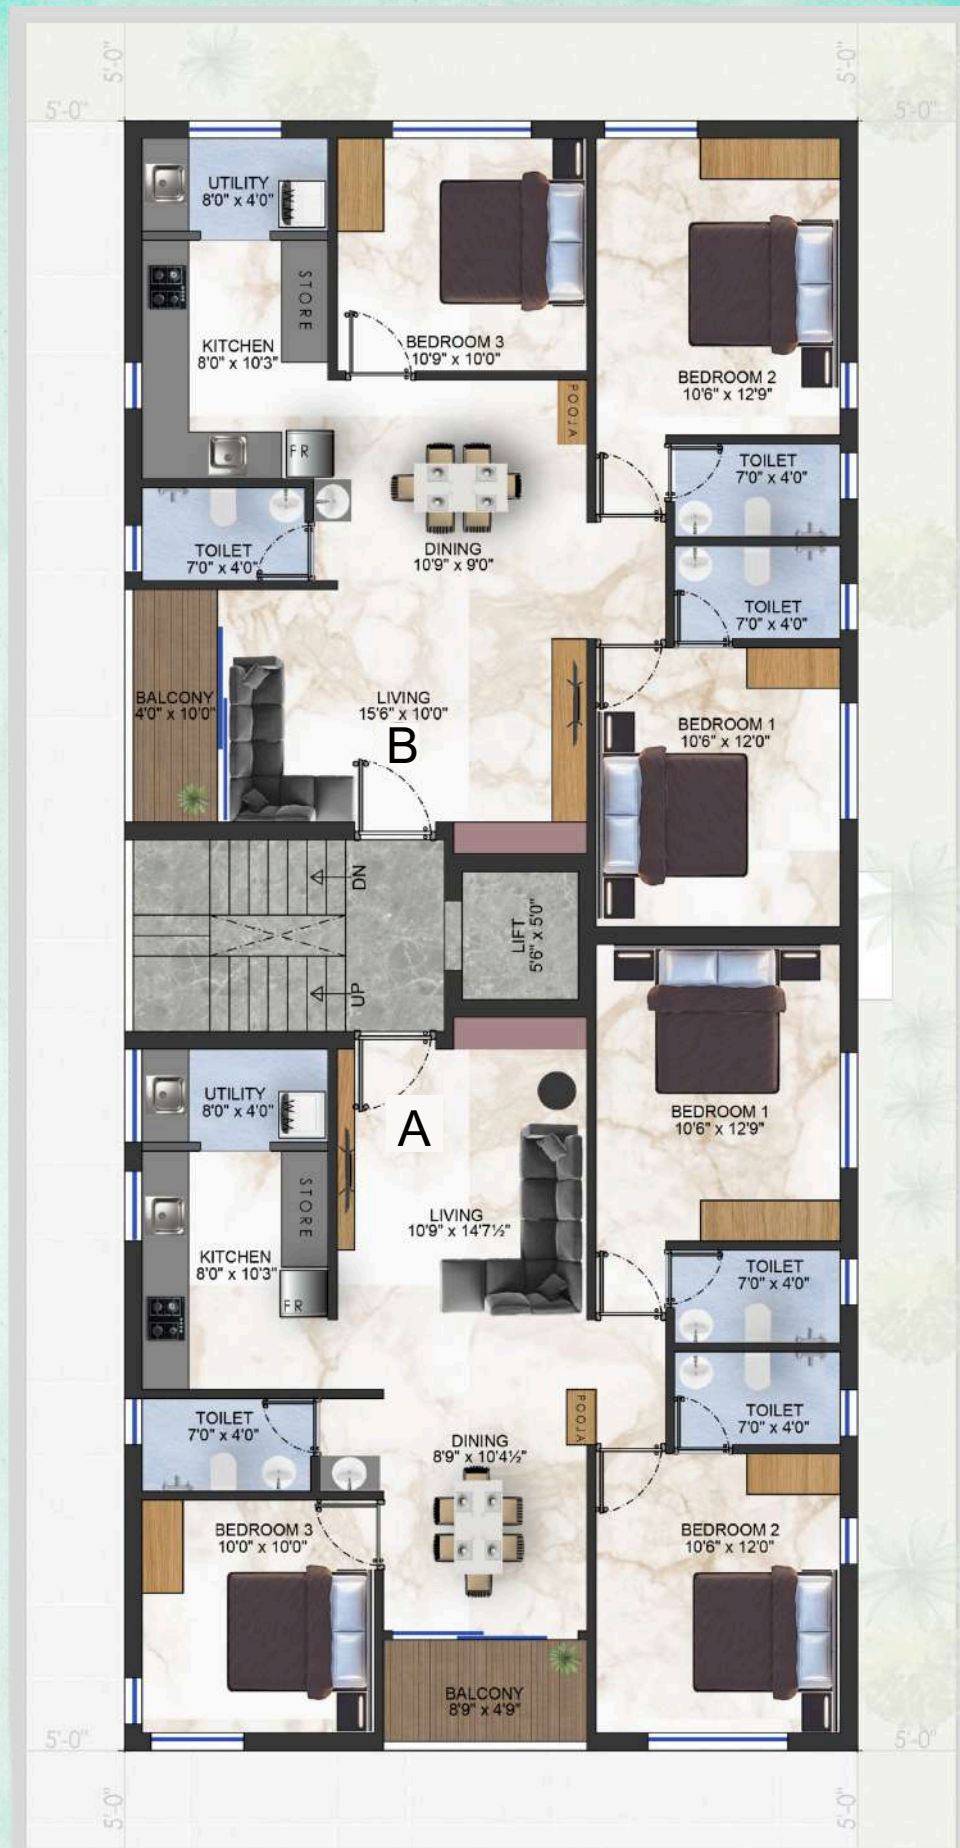 5'-0"
5'-0"
5'-0"
5'-0"
UTILITY
8'0" x 4'0"
STORE
KITCHEN
8'0" x 10'3"
BEDROOM 3
10'9" x 10'0"
BEDROOM 2
10'6" x 12'9"
POOJA
FR
TOILET
7'0" x 4'0"
TOILET
7'0" x 4'0"
DINING
10'9" x 9'0"
TOILET
7'0" x 4'0"
BALCONY
4'0" x 10'0"
LIVING
15'6" x 10'0"
B
BEDROOM 1
10'6" x 12'0"
DN
LIFT
5'6" x 5'0"
UP
UTILITY
8'0" x 4'0"
A
BEDROOM 1
10'6" x 12'9"
STORE
LIVING
10'9" x 14'7½"
KITCHEN
8'0" x 10'3"
FR
TOILET
7'0" x 4'0"
POOJA
TOILET
7'0" x 4'0"
TOILET
7'0" x 4'0"
DINING
8'9" x 10'4½"
BEDROOM 3
10'0" x 10'0"
BEDROOM 2
10'6" x 12'0"
BALCONY
8'9" x 4'9"
5'-0"
5'-0"
5'-0"
5'-0"